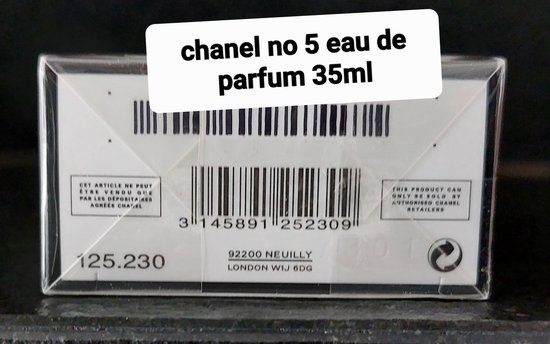 chanel no 5 eau de
parfum 35ml
CET ARTICLE NE PEUT
ÊTRE VENDU QUE
PAR LES DÉPOSITAIRES
AGRÉÉS CHANEL
THIS PRODUCT CAN
ONLY BE SOLD BY
AUTHORISED CHANEL
RETAILERS
3 145891 252309
125.230
92200 NEUILLY
LONDON W1J 6DG